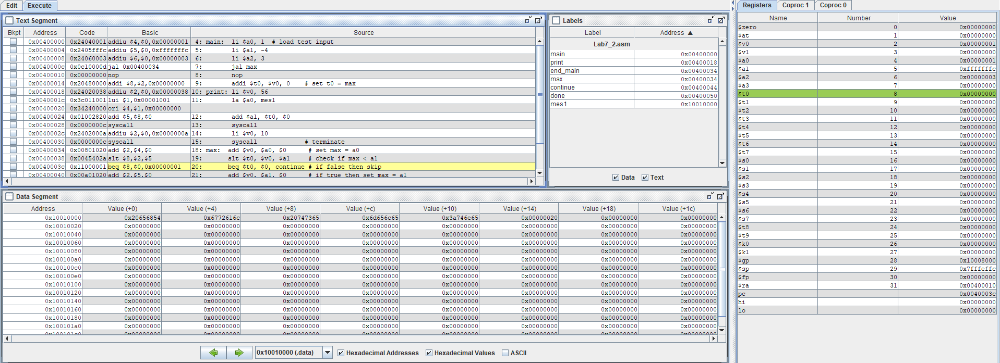 Edit Execute
Text Segment
Bkpt Address Code Basic Source
0x00400000 0x24040001 addiu $4,$0,0x00000001 4: main: li $a0, 1 # load test input
0x00400004 0x2405fffc addiu $5,$0,0xfffffffc 5: li $a1, -4
0x00400008 0x24060003 addiu $6,$0,0x00000003 6: li $a2, 3
0x0040000c 0x0c10000d jal 0x00400034 7: jal max
0x00400010 0x00000000 nop 8: nop
0x00400014 0x20480000 addi $8,$2,0x00000000 9: addi $t0, $v0, 0 # set t0 = max
0x00400018 0x24020038 addiu $2,$0,0x00000038 10: print: li $v0, 56
0x0040001c 0x3c011001 lui $1,0x00001001 11: la $a0, mes1
0x00400020 0x34240000 ori $4,$1,0x00000000
0x00400024 0x01002820 add $5,$8,$0 12: add $a1, $t0, $0
0x00400028 0x0000000c syscall 13: syscall
0x0040002c 0x2402000a addiu $2,$0,0x0000000a 14: li $v0, 10
0x00400030 0x0000000c syscall 15: syscall # terminate
0x00400034 0x00801020 add $2,$4,$0 18: max: add $v0, $a0, $0 # set max = a0
0x00400038 0x0045402a slt $8,$2,$5 19: slt $t0, $v0, $a1 # check if max < a1
0x0040003c 0x11000001 beq $8,$0,0x00000001 20: beq $t0, $0, continue # if false then skip
0x00400040 0x00a01020 add $2,$5,$0 21: add $v0, $a1, $0 # if true then set max = a1
Labels
Label Address ▲
Lab7_2.asm
main 0x00400000
print 0x00400018
end_main 0x00400034
max 0x00400034
continue 0x00400044
done 0x00400050
mes1 0x10010000
Data Text
Data Segment
Address Value (+0) Value (+4) Value (+8) Value (+c) Value (+10) Value (+14) Value (+18) Value (+1c)
0x10010000 0x20656854 0x6772616c 0x20747365 0x6d656c65 0x3a746e65 0x00000020 0x00000000 0x00000000
0x10010020 0x00000000 0x00000000 0x00000000 0x00000000 0x00000000 0x00000000 0x00000000 0x00000000
0x10010040 0x00000000 0x00000000 0x00000000 0x00000000 0x00000000 0x00000000 0x00000000 0x00000000
0x10010060 0x00000000 0x00000000 0x00000000 0x00000000 0x00000000 0x00000000 0x00000000 0x00000000
0x10010080 0x00000000 0x00000000 0x00000000 0x00000000 0x00000000 0x00000000 0x00000000 0x00000000
0x100100a0 0x00000000 0x00000000 0x00000000 0x00000000 0x00000000 0x00000000 0x00000000 0x00000000
0x100100c0 0x00000000 0x00000000 0x00000000 0x00000000 0x00000000 0x00000000 0x00000000 0x00000000
0x100100e0 0x00000000 0x00000000 0x00000000 0x00000000 0x00000000 0x00000000 0x00000000 0x00000000
0x10010100 0x00000000 0x00000000 0x00000000 0x00000000 0x00000000 0x00000000 0x00000000 0x00000000
0x10010120 0x00000000 0x00000000 0x00000000 0x00000000 0x00000000 0x00000000 0x00000000 0x00000000
0x10010140 0x00000000 0x00000000 0x00000000 0x00000000 0x00000000 0x00000000 0x00000000 0x00000000
0x10010160 0x00000000 0x00000000 0x00000000 0x00000000 0x00000000 0x00000000 0x00000000 0x00000000
0x10010180 0x00000000 0x00000000 0x00000000 0x00000000 0x00000000 0x00000000 0x00000000 0x00000000
0x100101a0 0x00000000 0x00000000 0x00000000 0x00000000 0x00000000 0x00000000 0x00000000 0x00000000
0x100101c0 0x00000000 0x00000000 0x00000000 0x00000000 0x00000000 0x00000000 0x00000000 0x00000000
0x10010000 (.data) Hexadecimal Addresses Hexadecimal Values ASCII
Registers Coproc 1 Coproc 0
Name Number Value
$zero 0 0x00000000
$at 1 0x00000000
$v0 2 0x00000001
$v1 3 0x00000000
$a0 4 0x00000001
$a1 5 0xfffffffc
$a2 6 0x00000003
$a3 7 0x00000000
$t0 8 0x00000000
$t1 9 0x00000000
$t2 10 0x00000000
$t3 11 0x00000000
$t4 12 0x00000000
$t5 13 0x00000000
$t6 14 0x00000000
$t7 15 0x00000000
$s0 16 0x00000000
$s1 17 0x00000000
$s2 18 0x00000000
$s3 19 0x00000000
$s4 20 0x00000000
$s5 21 0x00000000
$s6 22 0x00000000
$s7 23 0x00000000
$t8 24 0x00000000
$t9 25 0x00000000
$k0 26 0x00000000
$k1 27 0x00000000
$gp 28 0x10008000
$sp 29 0x7fffeffc
$fp 30 0x00000000
$ra 31 0x00400010
pc 0x0040003c
hi 0x00000000
lo 0x00000000